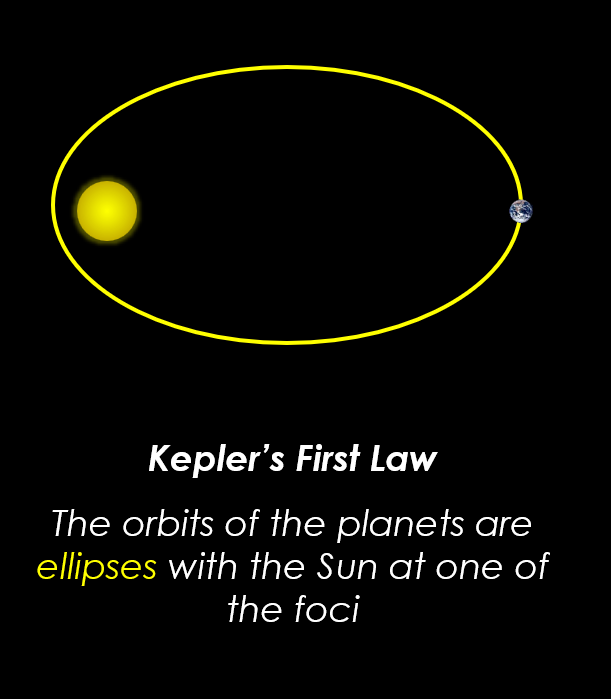 Kepler’s First Law
The orbits of the planets are
ellipses with the Sun at one of
the foci